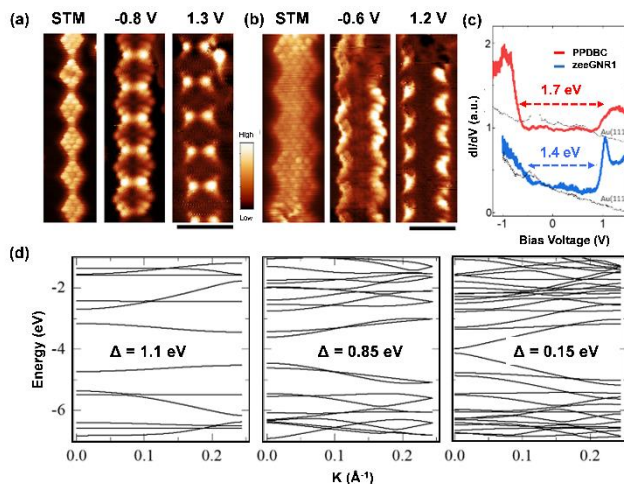 (a) STM -0.8 V 1.3 V
(b) STM -0.6 V 1.2 V
High
Low
(c)
dI/dV (a.u.)
2
1
0
PPDBC
zeeGNR1
1.7 eV
Au(111
1.4 eV
Au(111
-1 0 1
Bias Voltage (V)
(d)
Energy (eV)
-2
-4
-6
Δ = 1.1 eV
Δ = 0.85 eV
Δ = 0.15 eV
0.0 0.1 0.2 0.0 0.1 0.2 0.0 0.1 0.2
K (Å⁻¹)